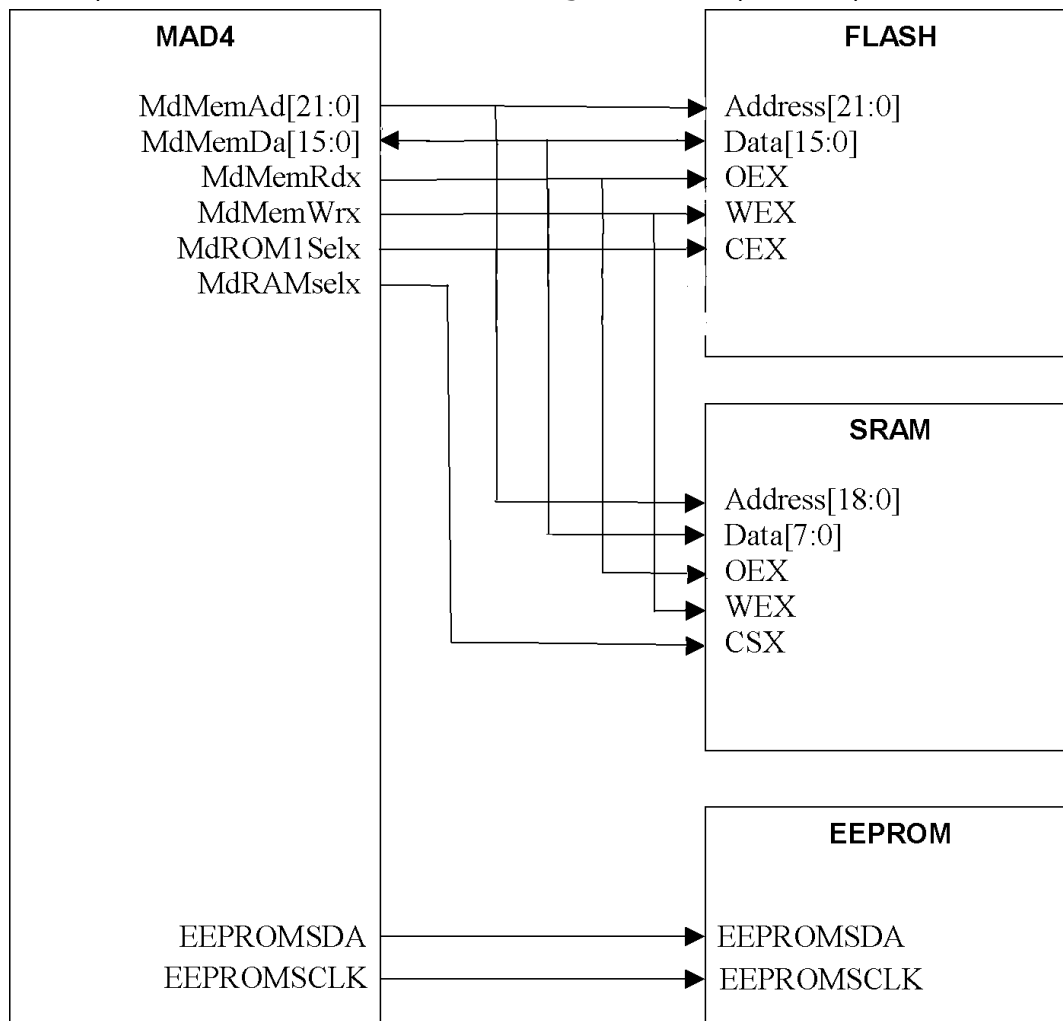 MAD4
MdMemAd[21:0]
MdMemDa[15:0]
MdMemRdx
MdMemWrx
MdROM1Selx
MdRAMselx
EEPROMSDA
EEPROMSCLK
FLASH
Address[21:0]
Data[15:0]
OEX
WEX
CEX
SRAM
Address[18:0]
Data[7:0]
OEX
WEX
CSX
EEPROM
EEPROMSDA
EEPROMSCLK